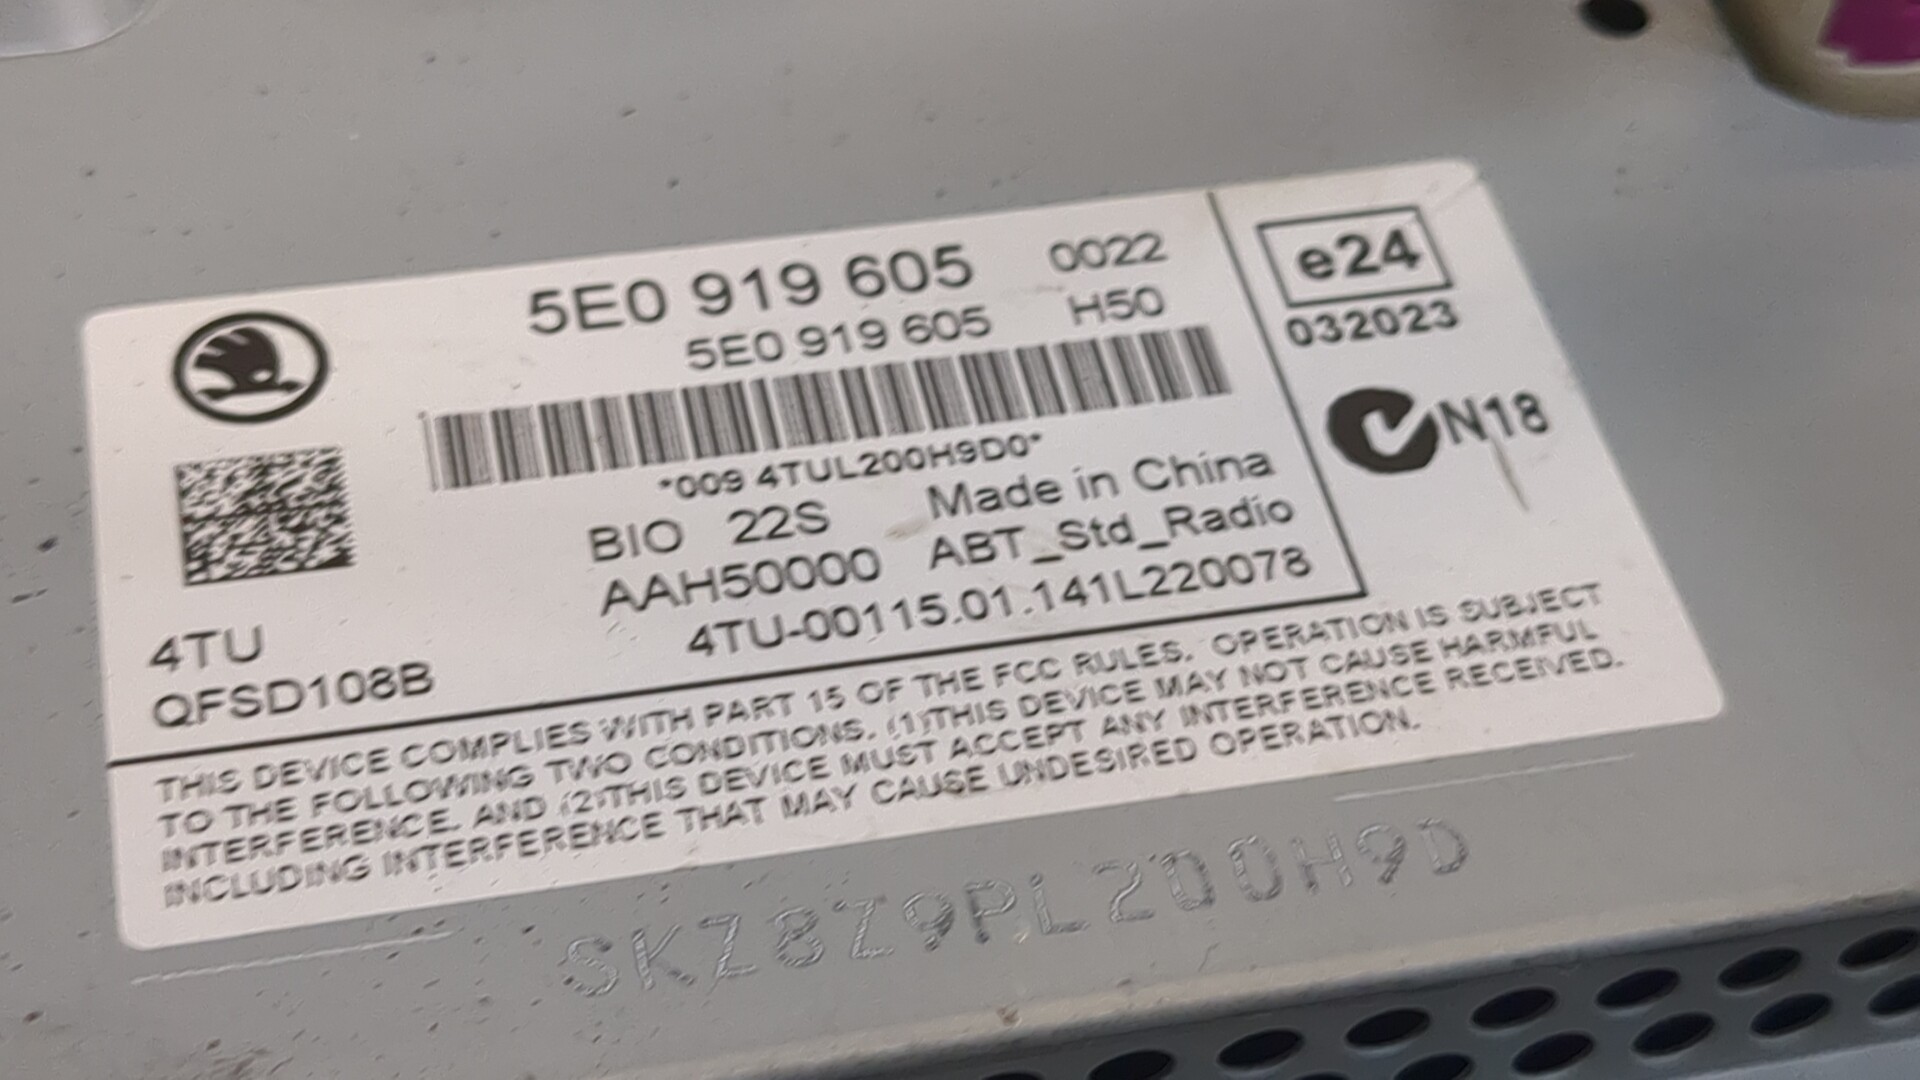 5E0 919 605 0022
5E0 919 605 H50
*009 4TUL200H9D0*
BIO 22S Made in China
AAH50000 ABT_Std_Radio
4TU-00115.01.141L220078
4TU
QFSD108B
e24
032023
N18
THIS DEVICE COMPLIES WITH PART 15 OF THE FCC RULES. OPERATION IS SUBJECT
TO THE FOLLOWING TWO CONDITIONS. (1)THIS DEVICE MAY NOT CAUSE HARMFUL
INTERFERENCE. AND (2)THIS DEVICE MUST ACCEPT ANY INTERFERENCE RECEIVED.
INCLUDING INTERFERENCE THAT MAY CAUSE UNDESIRED OPERATION.
SKZ8Z9PL200H9D